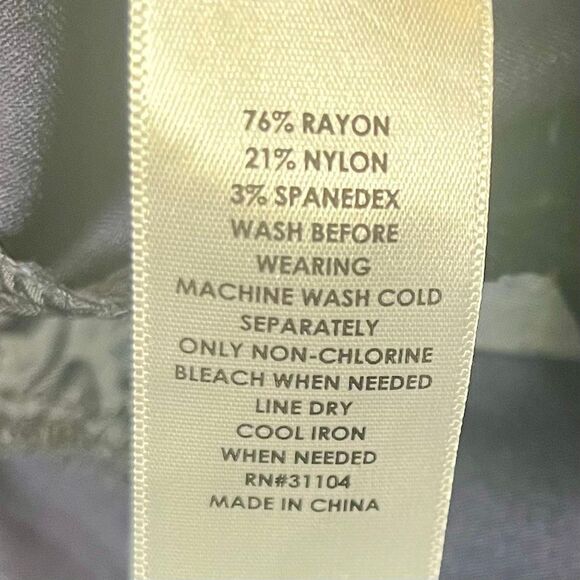 76% RAYON
21% NYLON
3% SPANEDEX
WASH BEFORE
WEARING
MACHINE WASH COLD
SEPARATELY
ONLY NON-CHLORINE
BLEACH WHEN NEEDED
LINE DRY
COOL IRON
WHEN NEEDED
RN#31104
MADE IN CHINA